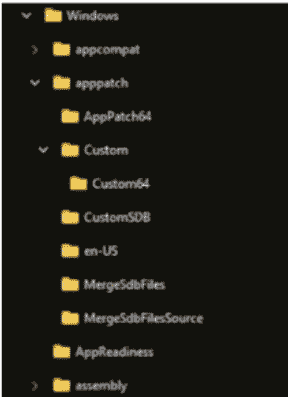 Windows
appcompat
apppatch
AppPatch64
Custom
Custom64
CustomSDB
en-US
MergeSdbFiles
MergeSdbFilesSource
AppReadiness
assembly